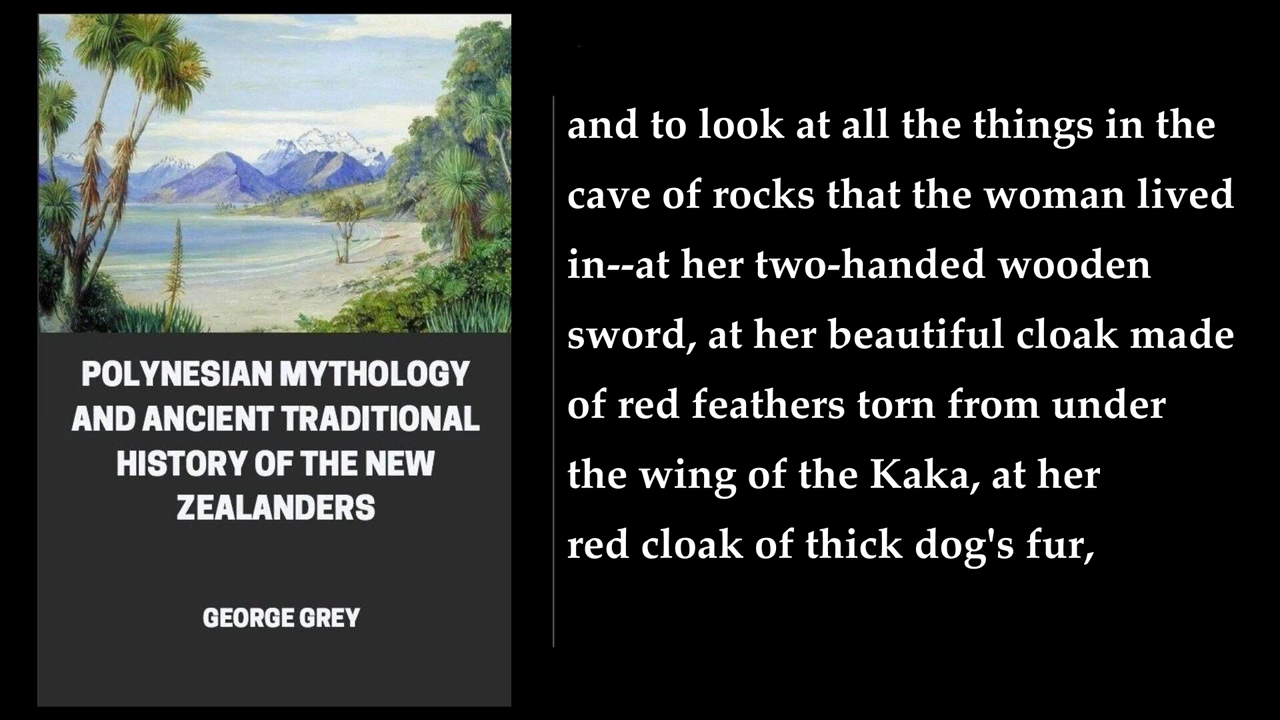 POLYNESIAN MYTHOLOGY
AND ANCIENT TRADITIONAL
HISTORY OF THE NEW
ZEALANDERS
GEORGE GREY
and to look at all the things in the
cave of rocks that the woman lived
in--at her two-handed wooden
sword, at her beautiful cloak made
of red feathers torn from under
the wing of the Kaka, at her
red cloak of thick dog's fur,